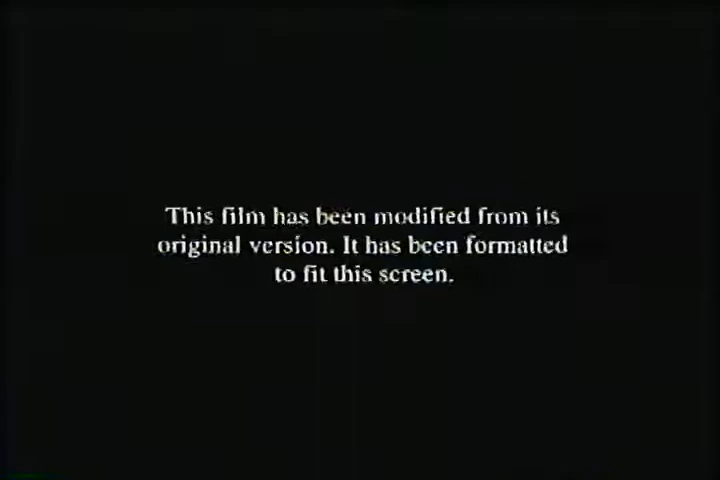 This film has been modified from its
original version. It has been formatted
to fit this screen.